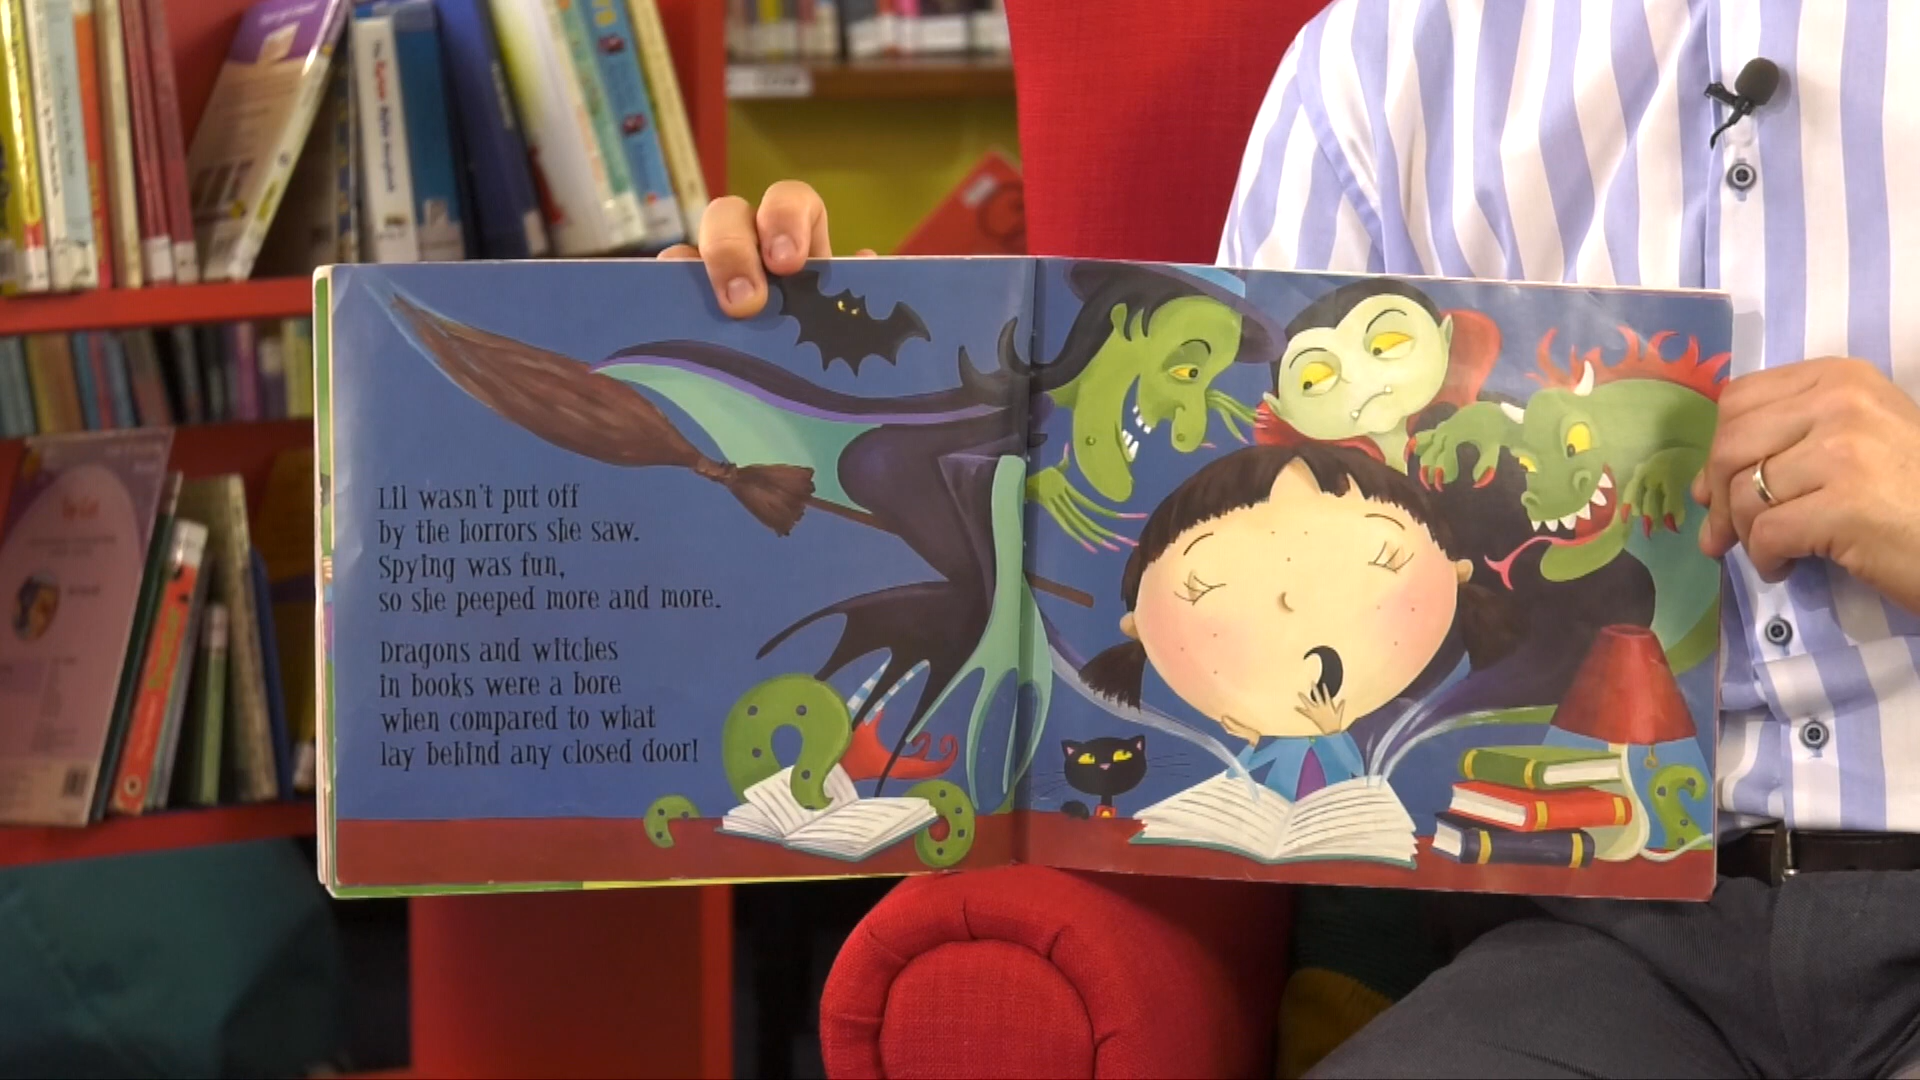 Lil wasn't put off
by the horrors she saw.
Spying was fun,
so she peeped more and more.
Dragons and witches
in books were a bore
when compared to what
lay behind any closed door!